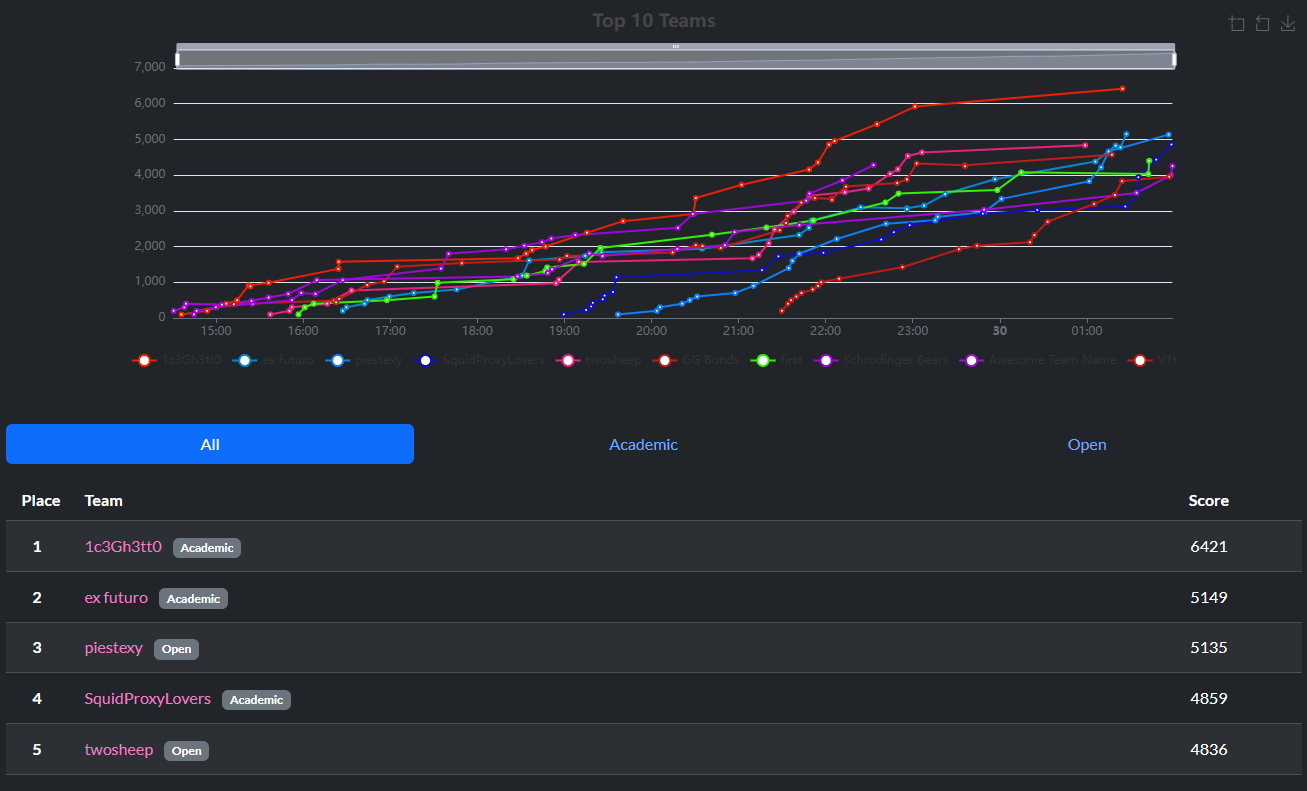 Top 10 Teams
7,000
6,000
5,000
4,000
3,000
2,000
1,000
0
15:00 16:00 17:00 18:00 19:00 20:00 21:00 22:00 23:00 30 01:00
1c3Gh3tt0 ex futuro piestexy SquidProxyLovers twosheep GG Bonds first Schrodinger Bears Awesome Team Name V1t
All Academic Open
Place Team Score
1 1c3Gh3tt0 Academic 6421
2 ex futuro Academic 5149
3 piestexy Open 5135
4 SquidProxyLovers Academic 4859
5 twosheep Open 4836